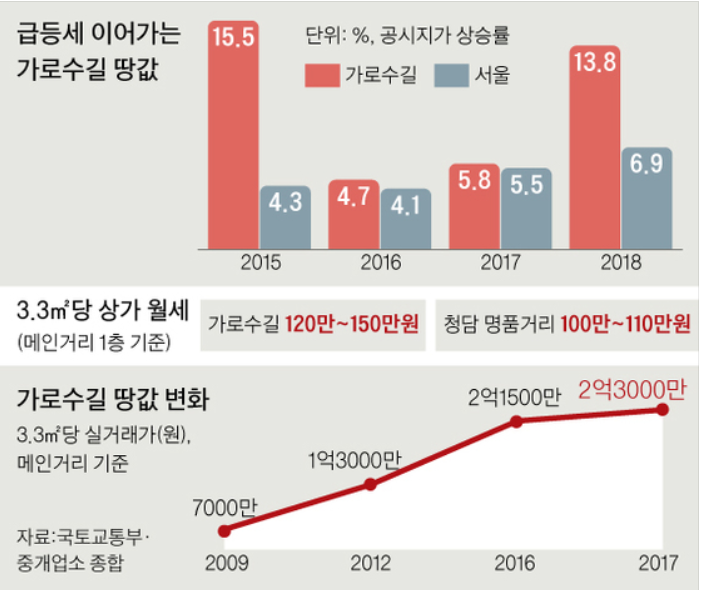 급등세 이어가는
가로수길 땅값
단위: %, 공시지가 상승률
가로수길 서울
15.5
4.3
4.7
4.1
5.8
5.5
13.8
6.9
2015 2016 2017 2018
3.3㎡당 상가 월세
(메인거리 1층 기준)
가로수길 120만~150만원
청담 명품거리 100만~110만원
가로수길 땅값 변화
3.3㎡당 실거래가(원),
메인거리 기준
7000만
1억3000만
2억1500만
2억3000만
2009 2012 2016 2017
자료:국토교통부·
중개업소 종합